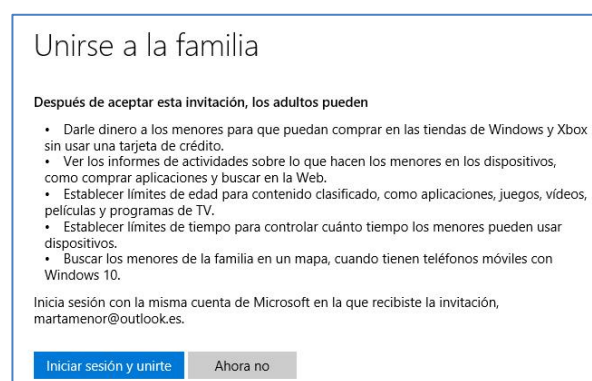 Unirse a la familia
Después de aceptar esta invitación, los adultos pueden
• Darle dinero a los menores para que puedan comprar en las tiendas de Windows y Xbox
sin usar una tarjeta de crédito.
• Ver los informes de actividades sobre lo que hacen los menores en los dispositivos,
como comprar aplicaciones y buscar en la Web.
• Establecer límites de edad para contenido clasificado, como aplicaciones, juegos, vídeos,
películas y programas de TV.
• Establecer límites de tiempo para controlar cuánto tiempo los menores pueden usar
dispositivos.
• Buscar los menores de la familia en un mapa, cuando tienen teléfonos móviles con
Windows 10.
Inicia sesión con la misma cuenta de Microsoft en la que recibiste la invitación,
martamenor@outlook.es.
Iniciar sesión y unirte Ahora no